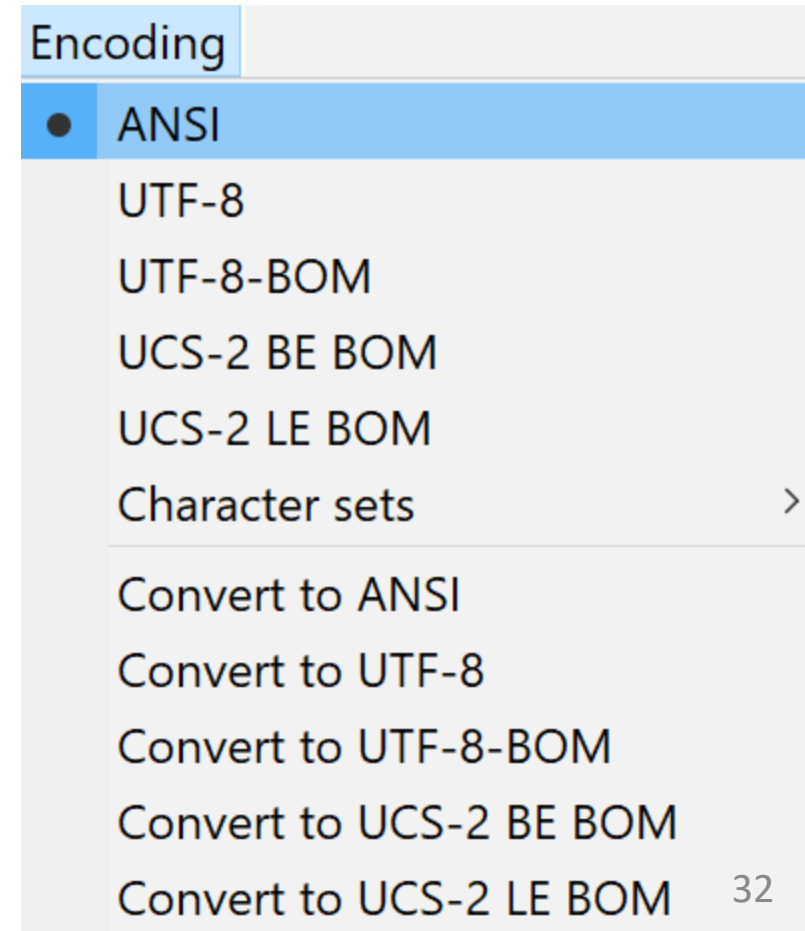 Encoding
ANSI
UTF-8
UTF-8-BOM
UCS-2 BE BOM
UCS-2 LE BOM
Character sets
Convert to ANSI
Convert to UTF-8
Convert to UTF-8-BOM
Convert to UCS-2 BE BOM
Convert to UCS-2 LE BOM
32